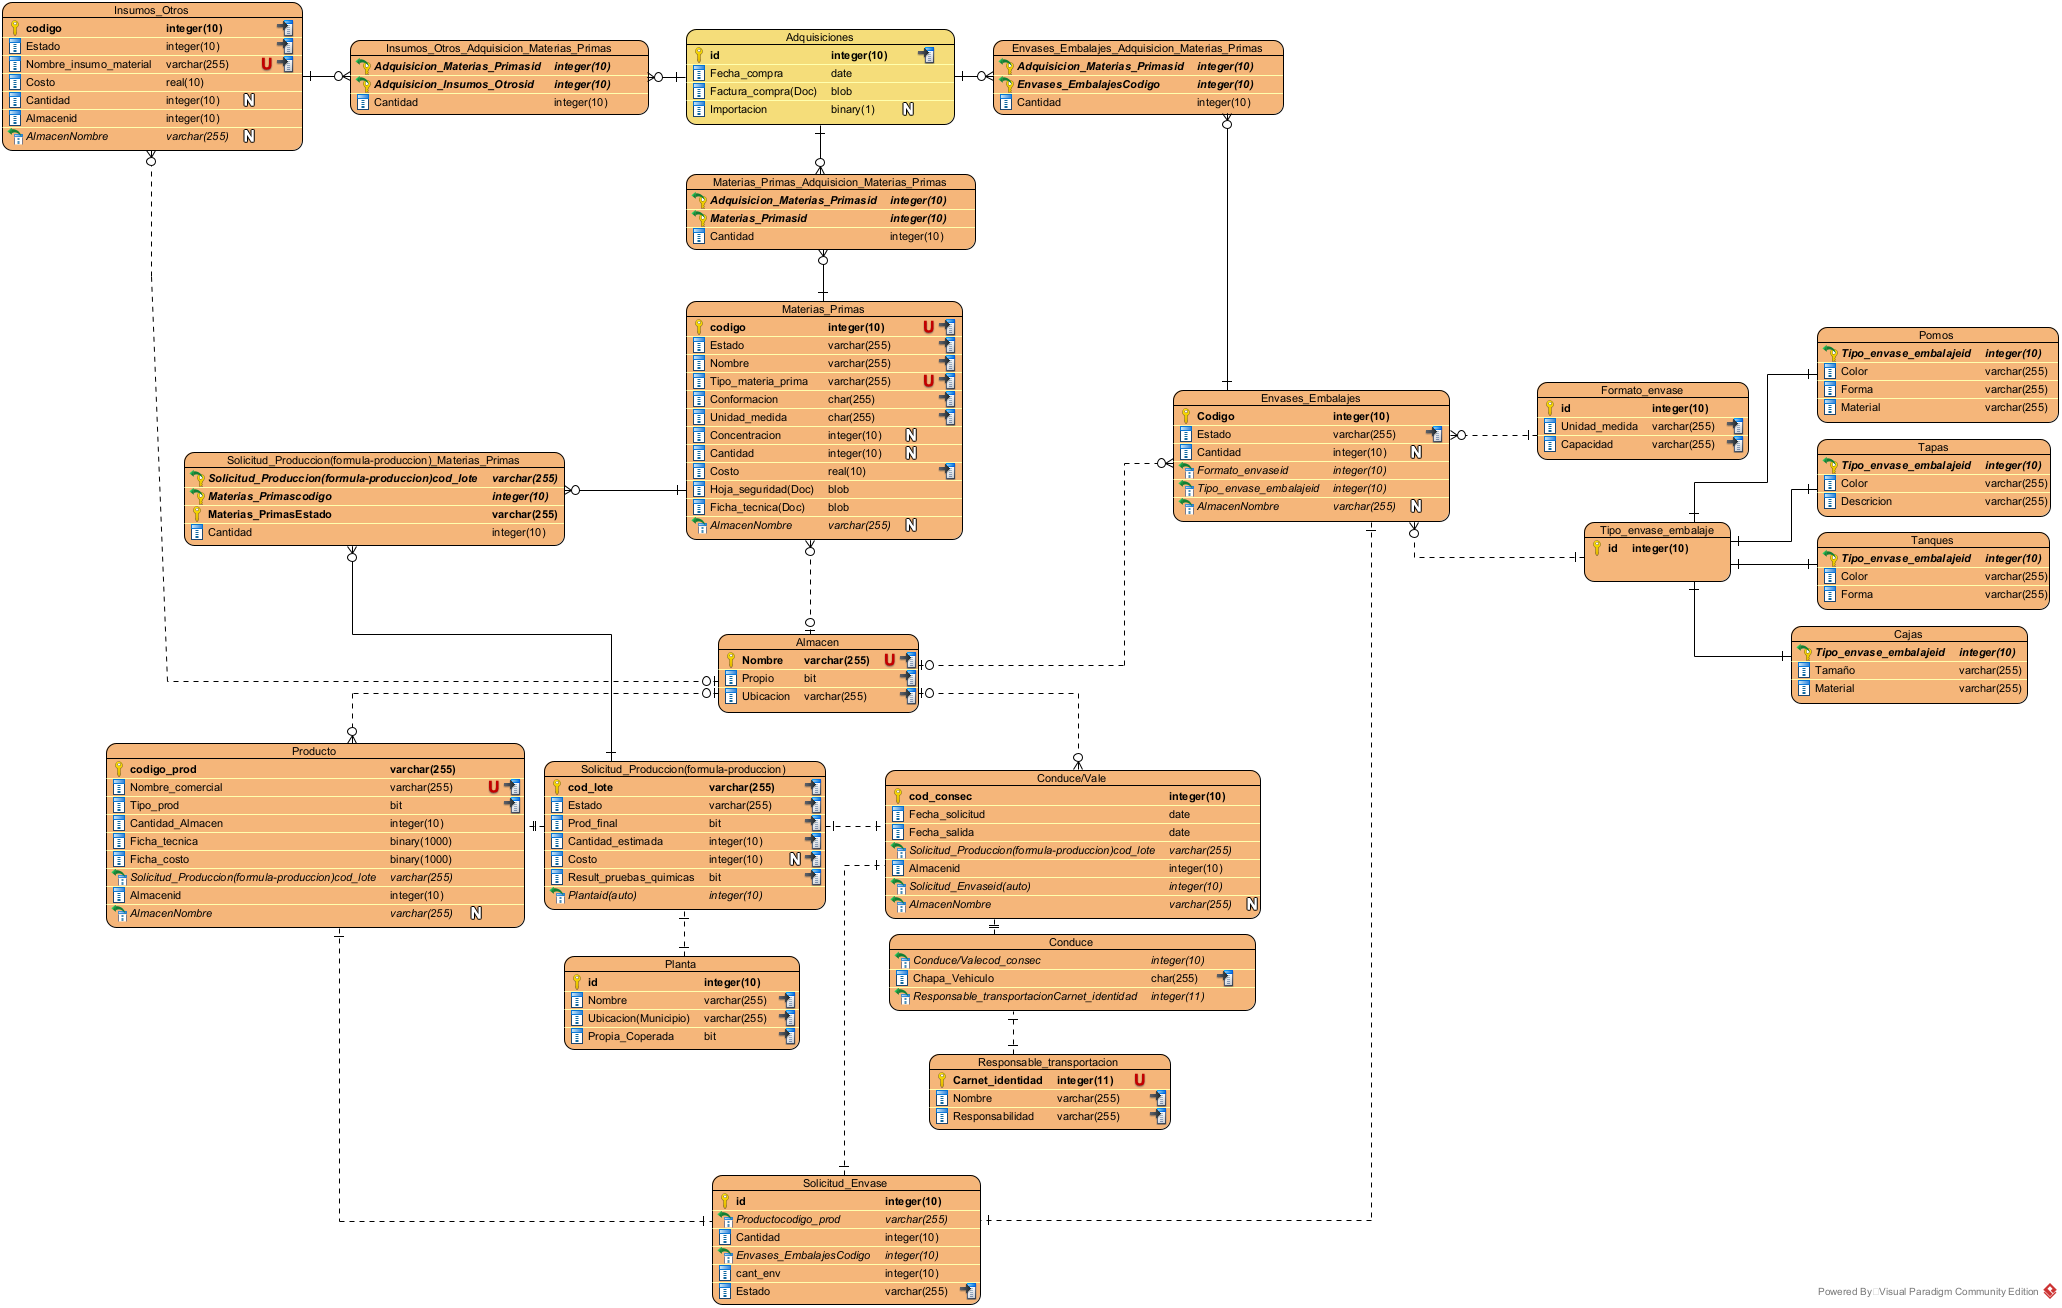 Insumos_Otros
codigo integer(10)
Estado integer(10)
Nombre_insumo_material varchar(255) U
Costo real(10)
Cantidad integer(10) N
Almacenid integer(10)
AlmacenNombre varchar(255) N
Insumos_Otros_Adquisicion_Materias_Primas
Adquisicion_Materias_Primasid integer(10)
Adquisicion_Insumos_Otrosid integer(10)
Cantidad integer(10)
Adquisiciones
id integer(10)
Fecha_compra date
Factura_compra(Doc) blob
Importacion binary(1) N
Envases_Embalajes_Adquisicion_Materias_Primas
Adquisicion_Materias_Primasid integer(10)
Envases_EmbalajesCodigo integer(10)
Cantidad integer(10)
Materias_Primas_Adquisicion_Materias_Primas
Adquisicion_Materias_Primasid integer(10)
Materias_Primasid integer(10)
Cantidad integer(10)
Materias_Primas
codigo integer(10) U
Estado varchar(255)
Nombre varchar(255)
Tipo_materia_prima varchar(255) U
Conformacion char(255)
Unidad_medida char(255)
Concentracion integer(10) N
Cantidad integer(10) N
Costo real(10)
Hoja_seguridad(Doc) blob
Ficha_tecnica(Doc) blob
AlmacenNombre varchar(255) N
Solicitud_Produccion(formula-produccion)_Materias_Primas
Solicitud_Produccion(formula-produccion)cod_lote varchar(255)
Materias_Primascodigo integer(10)
Materias_PrimasEstado varchar(255)
Cantidad integer(10)
Envases_Embalajes
Codigo integer(10)
Estado varchar(255)
Cantidad integer(10) N
Formato_envaseid integer(10)
Tipo_envase_embalajeid integer(10)
AlmacenNombre varchar(255) N
Formato_envase
id integer(10)
Unidad_medida varchar(255)
Capacidad varchar(255)
Pomos
Tipo_envase_embalajeid integer(10)
Color varchar(255)
Forma varchar(255)
Material varchar(255)
Tapas
Tipo_envase_embalajeid integer(10)
Color varchar(255)
Descricion varchar(255)
Tipo_envase_embalaje
id integer(10)
Tanques
Tipo_envase_embalajeid integer(10)
Color varchar(255)
Forma varchar(255)
Cajas
Tipo_envase_embalajeid integer(10)
Tamaño varchar(255)
Material varchar(255)
Almacen
Nombre varchar(255) U
Propio bit
Ubicacion varchar(255)
Producto
codigo_prod varchar(255)
Nombre_comercial varchar(255) U
Tipo_prod bit
Cantidad_Almacen integer(10)
Ficha_tecnica binary(1000)
Ficha_costo binary(1000)
Solicitud_Produccion(formula-produccion)cod_lote varchar(255)
Almacenid integer(10)
AlmacenNombre varchar(255) N
Solicitud_Produccion(formula-produccion)
cod_lote varchar(255)
Estado varchar(255)
Prod_final bit
Cantidad_estimada integer(10)
Costo integer(10) N
Result_pruebas_quimicas bit
Plantaid(auto) integer(10)
Conduce/Vale
cod_consec integer(10)
Fecha_solicitud date
Fecha_salida date
Solicitud_Produccion(formula-produccion)cod_lote varchar(255)
Almacenid integer(10)
Solicitud_Envaseid(auto) integer(10)
AlmacenNombre varchar(255) N
Planta
id integer(10)
Nombre varchar(255)
Ubicacion(Municipio) varchar(255)
Propia_Coperada bit
Conduce
Conduce/Valecod_consec integer(10)
Chapa_Vehiculo char(255)
Responsable_transportacionCarnet_identidad integer(11)
Responsable_transportacion
Carnet_identidad integer(11) U
Nombre varchar(255)
Responsabilidad varchar(255)
Solicitud_Envase
id integer(10)
Productocodigo_prod varchar(255)
Cantidad integer(10)
Envases_EmbalajesCodigo integer(10)
cant_env integer(10)
Estado varchar(255)
Powered By Visual Paradigm Community Edition